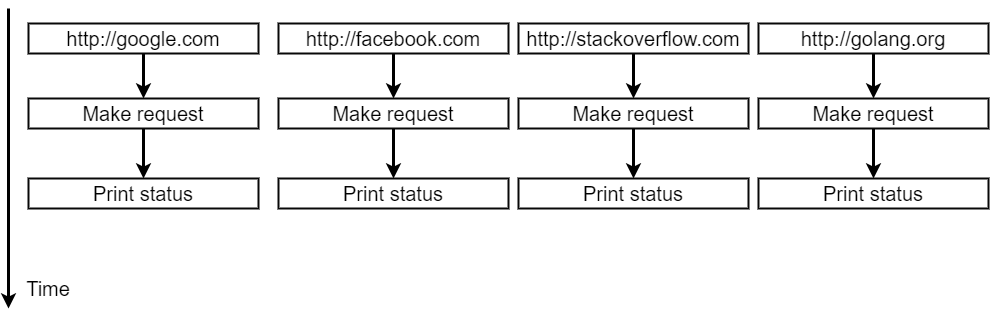 http://google.com
http://facebook.com
http://stackoverflow.com
http://golang.org
Make request
Make request
Make request
Make request
Print status
Print status
Print status
Print status
Time